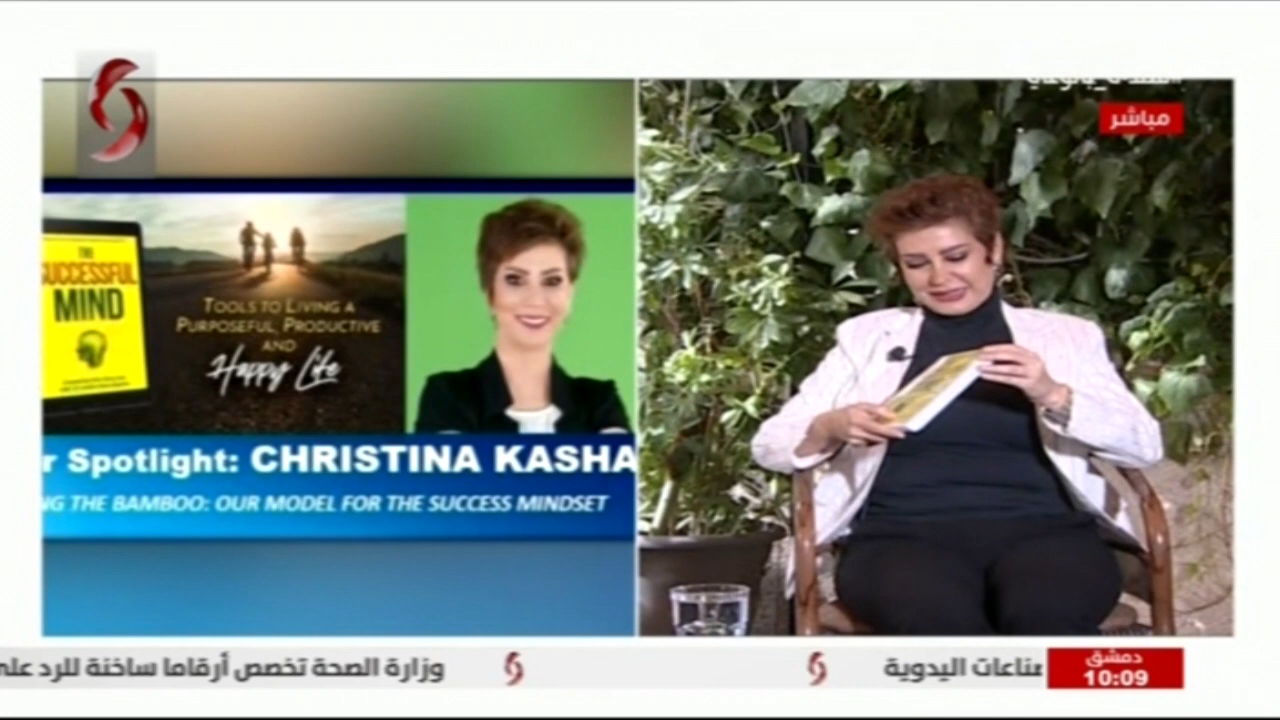 مباشر
THE
SUCCESSFUL
MIND
TOOLS TO LIVING A
PURPOSEFUL, PRODUCTIVE
AND
Happy Life
r Spotlight: CHRISTINA KASHA
NG THE BAMBOO: OUR MODEL FOR THE SUCCESS MINDSET
دمشق
10:09
ناعات اليدوية
وزارة الصحة تخصص أرقاما ساخنة للرد على